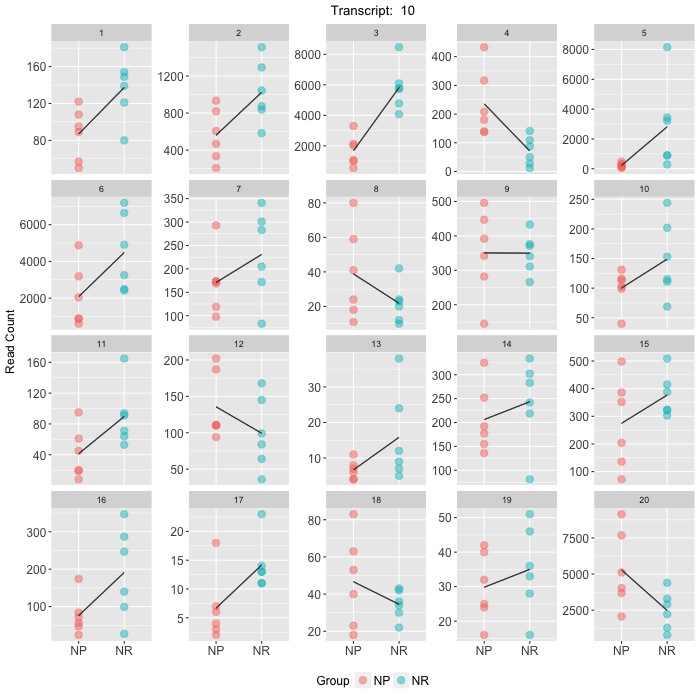 Transcript: 10
1 2 3 4 5
160 120 80
1200 800 400
8000 6000 4000 2000
400 300 200 100 0
8000 6000 4000 2000 0
6 7 8 9 10
6000 4000 2000
350 300 250 200 150 100
80 60 40 20
500 400 300 200
250 200 150 100 50
Read Count
11 12 13 14 15
160 120 80 40
200 150 100 50
30 20 10
300 200 100
500 400 300 200 100
16 17 18 19 20
300 200 100
20 15 10 5
80 60 40 20
50 40 30 20
7500 5000 2500
NP NR NP NR NP NR NP NR NP NR
Group NP NR